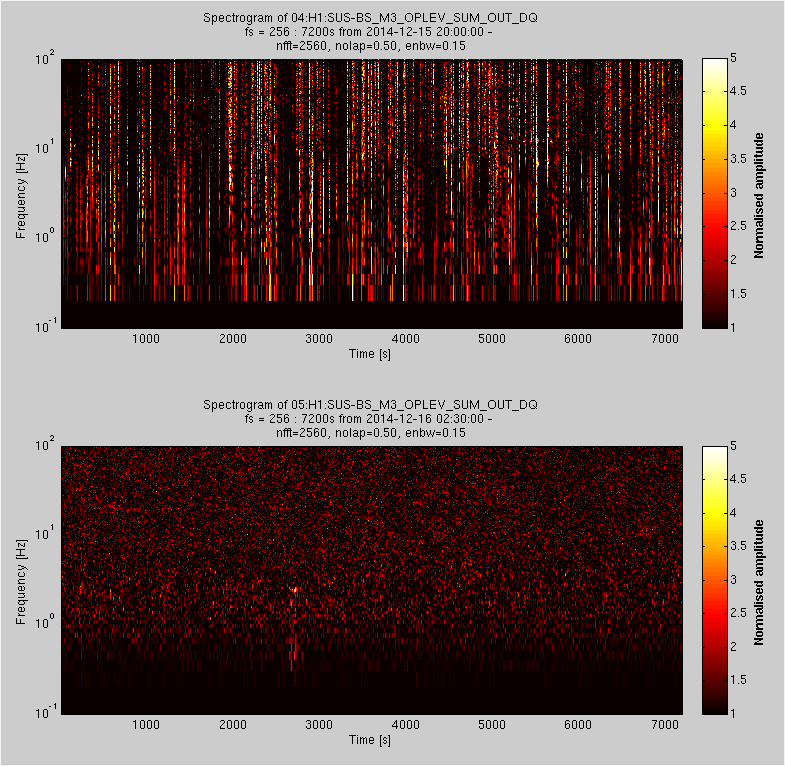 Spectrogram of 04:H1:SUS-BS_M3_OPLEV_SUM_OUT_DQ
fs = 256 : 7200s from 2014-12-15 20:00:00 -
nfft=2560, nolap=0.50, enbw=0.15
10^2
10^1
10^0
10^-1
Frequency [Hz]
1000 2000 3000 4000 5000 6000 7000
Time [s]
5
4.5
4
3.5
3
2.5
2
1.5
1
Normalised amplitude
Spectrogram of 05:H1:SUS-BS_M3_OPLEV_SUM_OUT_DQ
fs = 256 : 7200s from 2014-12-16 02:30:00 -
nfft=2560, nolap=0.50, enbw=0.15
10^2
10^1
10^0
10^-1
Frequency [Hz]
1000 2000 3000 4000 5000 6000 7000
Time [s]
5
4.5
4
3.5
3
2.5
2
1.5
1
Normalised amplitude